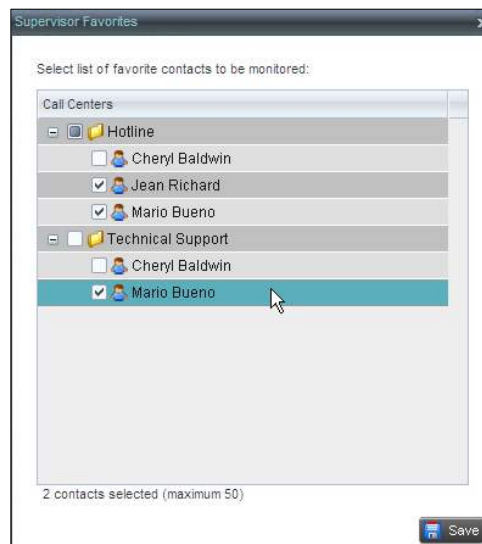 Supervisor Favorites
Select list of favorite contacts to be monitored:
Call Centers
Hotline
Cheryl Baldwin
Jean Richard
Mario Bueno
Technical Support
Cheryl Baldwin
Mario Bueno
2 contacts selected (maximum 50)
Save